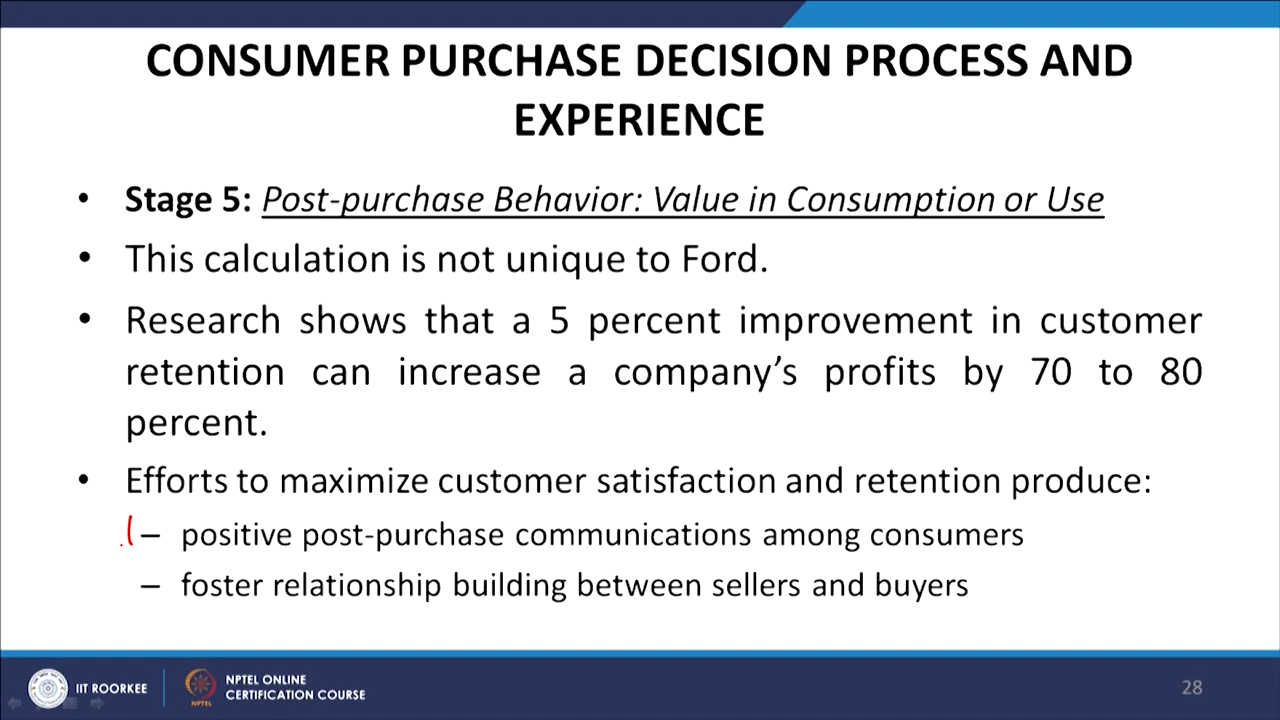 CONSUMER PURCHASE DECISION PROCESS AND
EXPERIENCE
• Stage 5: Post-purchase Behavior: Value in Consumption or Use
• This calculation is not unique to Ford.
• Research shows that a 5 percent improvement in customer
retention can increase a company's profits by 70 to 80
percent.
• Efforts to maximize customer satisfaction and retention produce:
– positive post-purchase communications among consumers
– foster relationship building between sellers and buyers
IIT ROORKEE
NPTEL
NPTEL ONLINE
CERTIFICATION COURSE
28